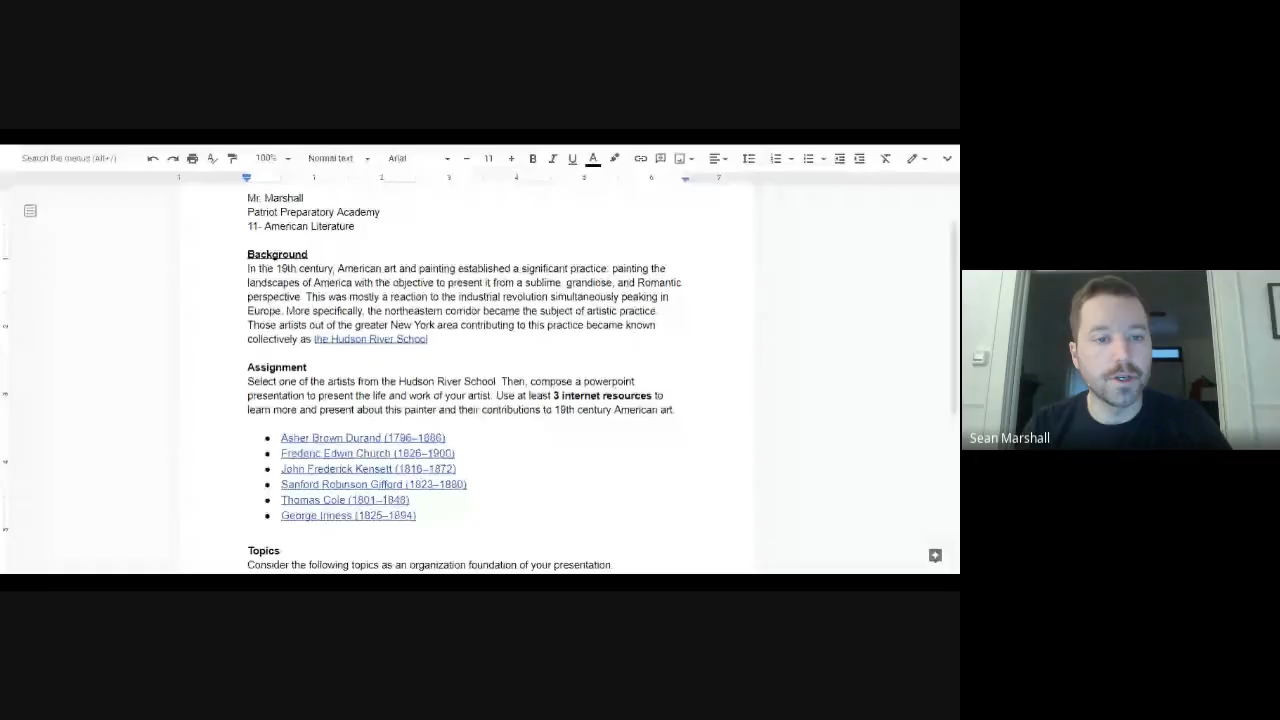 Search the menus (Alt+/)
100%
Normal text
Arial
11
B I U A
1 1 2 3 4 5 6 7
Mr. Marshall
Patriot Preparatory Academy
11- American Literature
Background
In the 19th century, American art and painting established a significant practice: painting the
landscapes of America with the objective to present it from a sublime, grandiose, and Romantic
perspective. This was mostly a reaction to the industrial revolution simultaneously peaking in
Europe. More specifically, the northeastern corridor became the subject of artistic practice.
Those artists out of the greater New York area contributing to this practice became known
collectively as the Hudson River School
Assignment
Select one of the artists from the Hudson River School. Then, compose a powerpoint
presentation to present the life and work of your artist. Use at least 3 internet resources to
learn more and present about this painter and their contributions to 19th century American art.
● Asher Brown Durand (1796–1886)
● Frederic Edwin Church (1826–1900)
● John Frederick Kensett (1816–1872)
● Sanford Robinson Gifford (1823–1880)
● Thomas Cole (1801–1848)
● George Inness (1825–1894)
Topics
Consider the following topics as an organization foundation of your presentation.
Sean Marshall